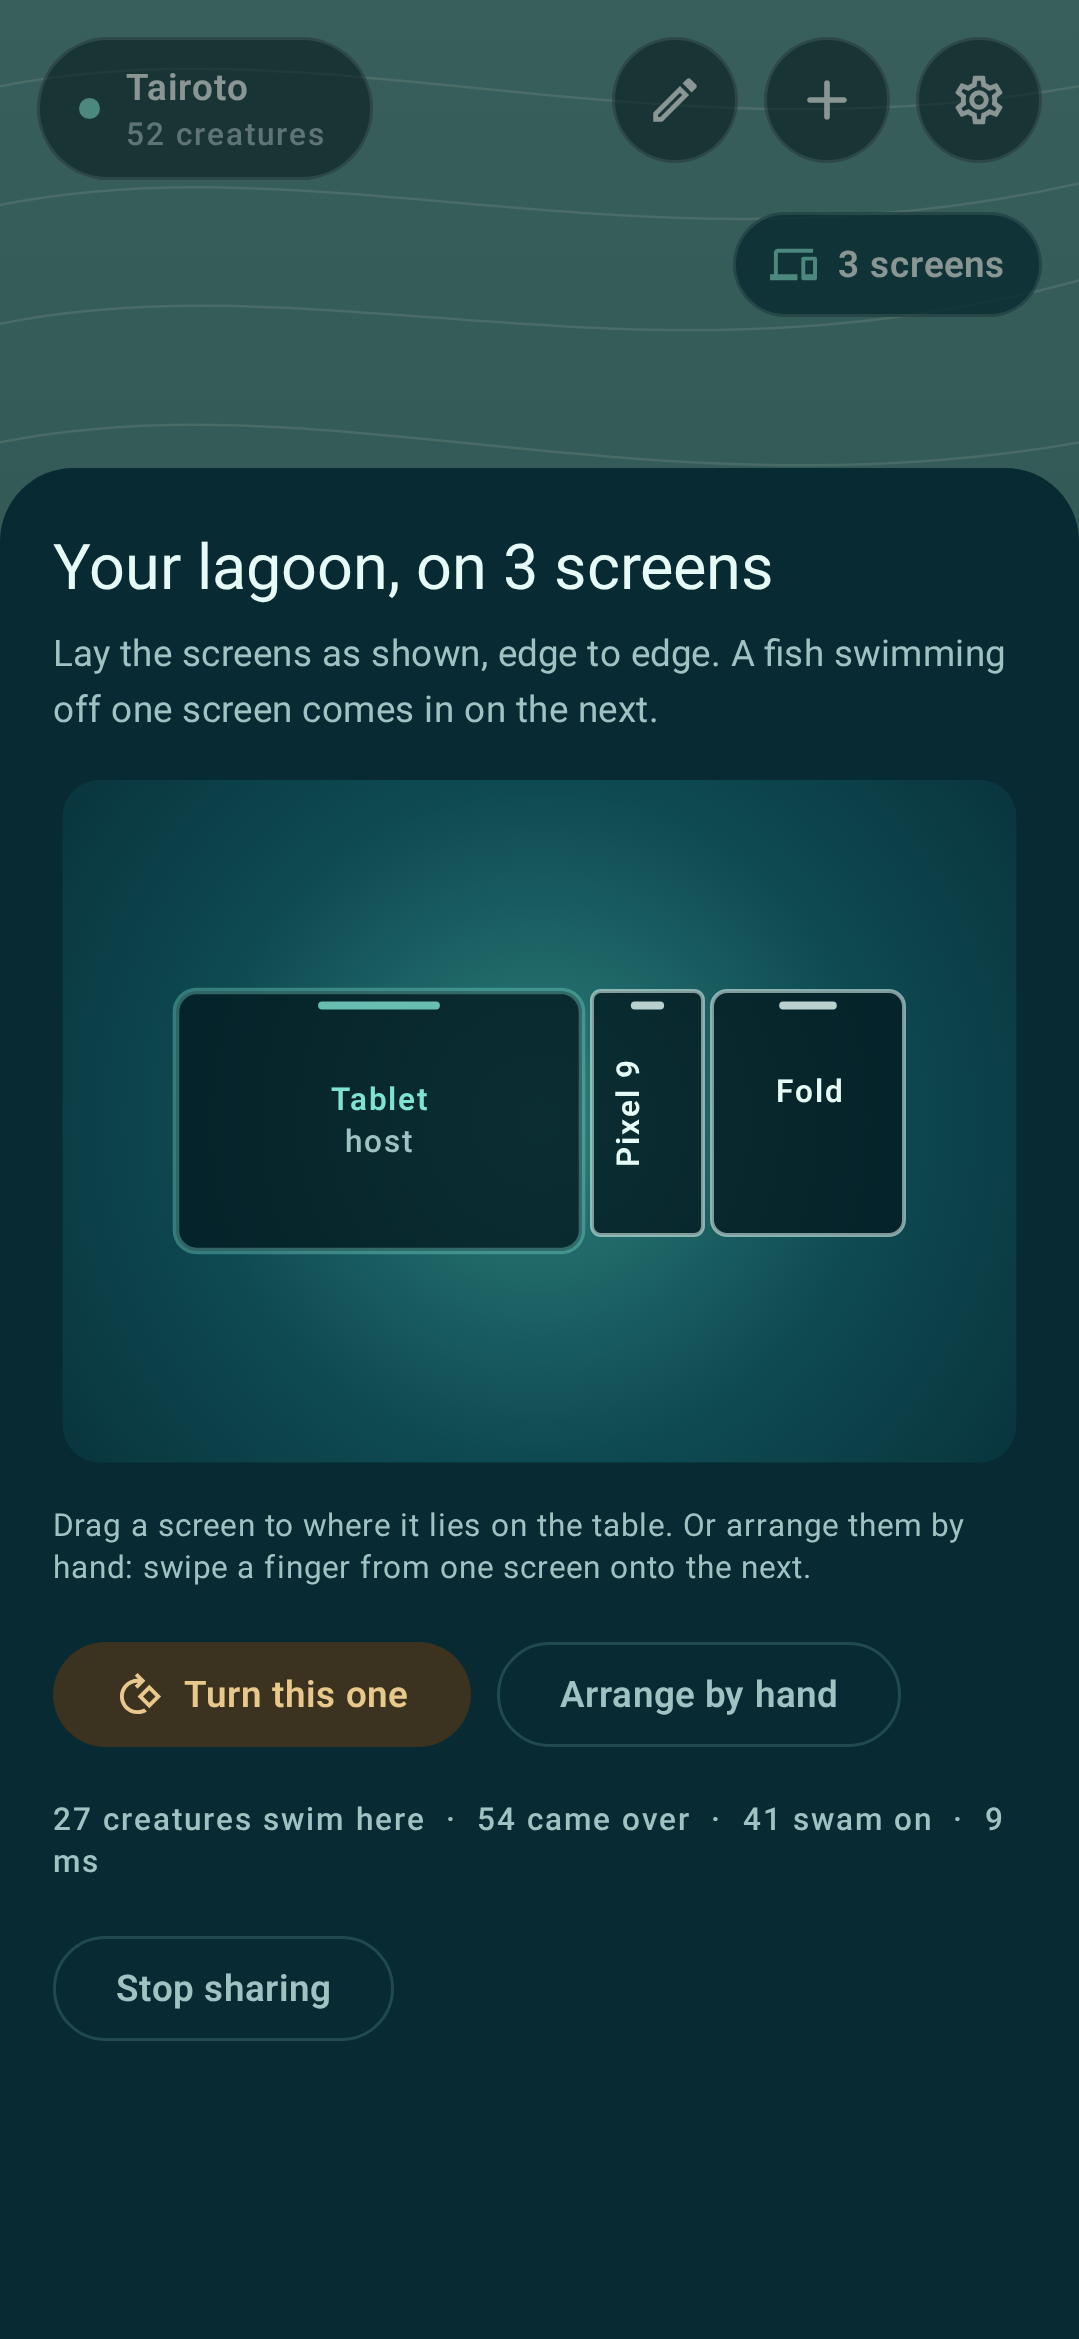 Tairoto
52 creatures
3 screens
Your lagoon, on 3 screens
Lay the screens as shown, edge to edge. A fish swimming
off one screen comes in on the next.
Tablet
host
Pixel 9
Fold
Drag a screen to where it lies on the table. Or arrange them by
hand: swipe a finger from one screen onto the next.
Turn this one
Arrange by hand
27 creatures swim here · 54 came over · 41 swam on · 9
ms
Stop sharing